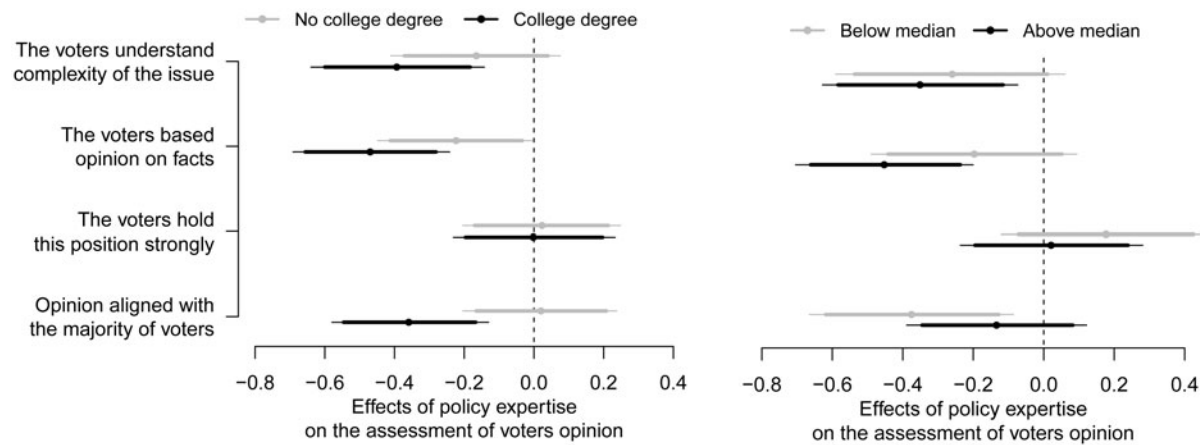 No college degree College degree
Below median Above median
The voters understand
complexity of the issue
The voters based
opinion on facts
The voters hold
this position strongly
Opinion aligned with
the majority of voters
−0.8 −0.6 −0.4 −0.2 0.0 0.2 0.4
Effects of policy expertise
on the assessment of voters opinion
−0.8 −0.6 −0.4 −0.2 0.0 0.2 0.4
Effects of policy expertise
on the assessment of voters opinion